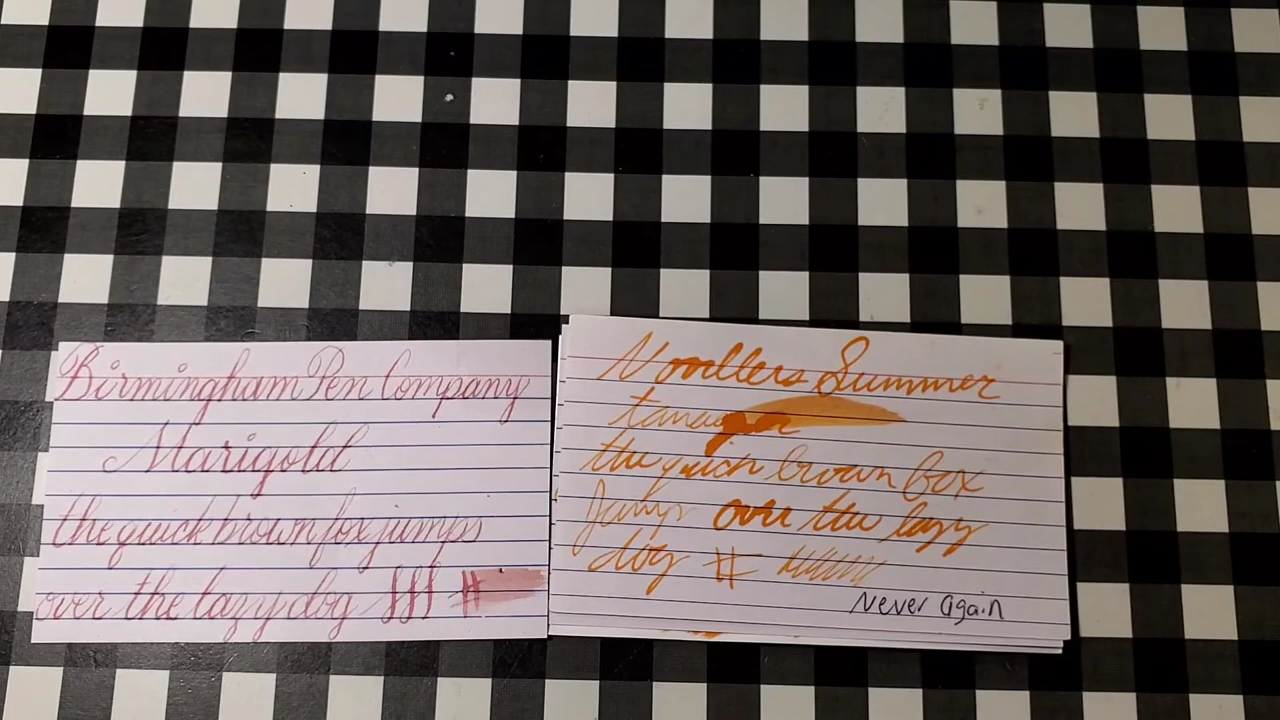 Birmingham Pen Company
Marigold
the quick brown fox jumps
over the lazy dog ſſſ #
Noodlers Summer
tanager
the quick brown fox
Jumps over the lazy
dog #
Never Again